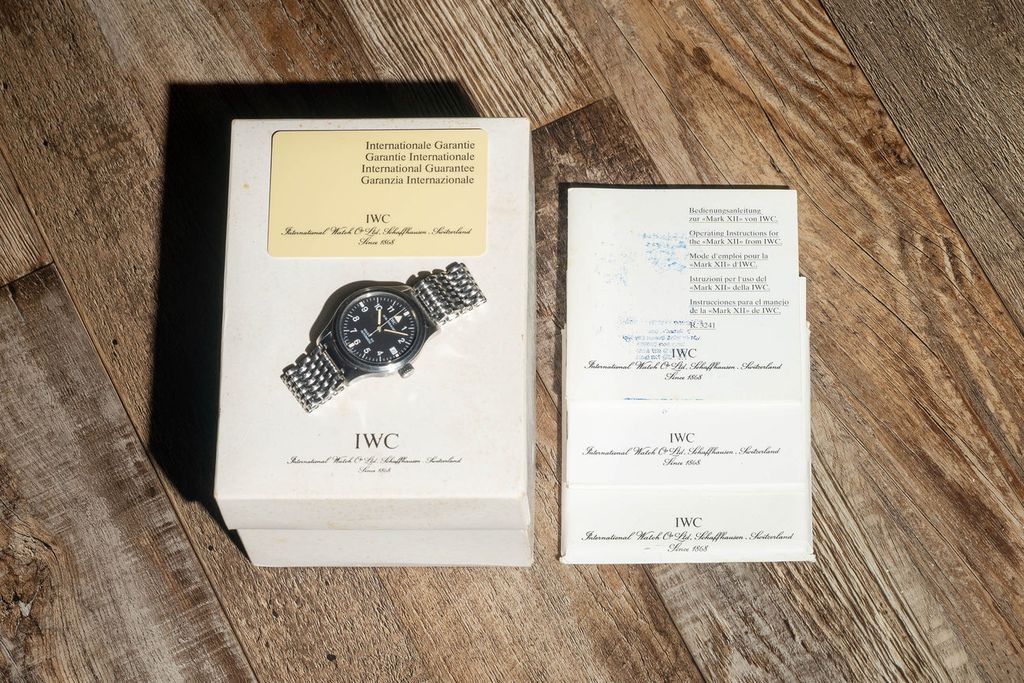 Internationale Garantie
Garantie Internationale
International Guarantee
Garanzia Internazionale
IWC
International Watch Co Ltd. Schaffhausen . Switzerland
Since 1868
IWC
International Watch Co Ltd. Schaffhausen . Switzerland
Since 1868
Bedienungsanleitung
zur «Mark XII» von IWC.
Operating Instructions for
the «Mark XII» from IWC.
Mode d'emploi pour la
«Mark XII» d'IWC.
Istruzioni per l'uso del
«Mark XII» della IWC.
Instrucciones para el manejo
de la «Mark XII» de IWC.
R. 3241
IWC
International Watch Co Ltd. Schaffhausen . Switzerland
Since 1868
IWC
International Watch Co Ltd. Schaffhausen . Switzerland
Since 1868
IWC
International Watch Co Ltd. Schaffhausen . Switzerland
Since 1868